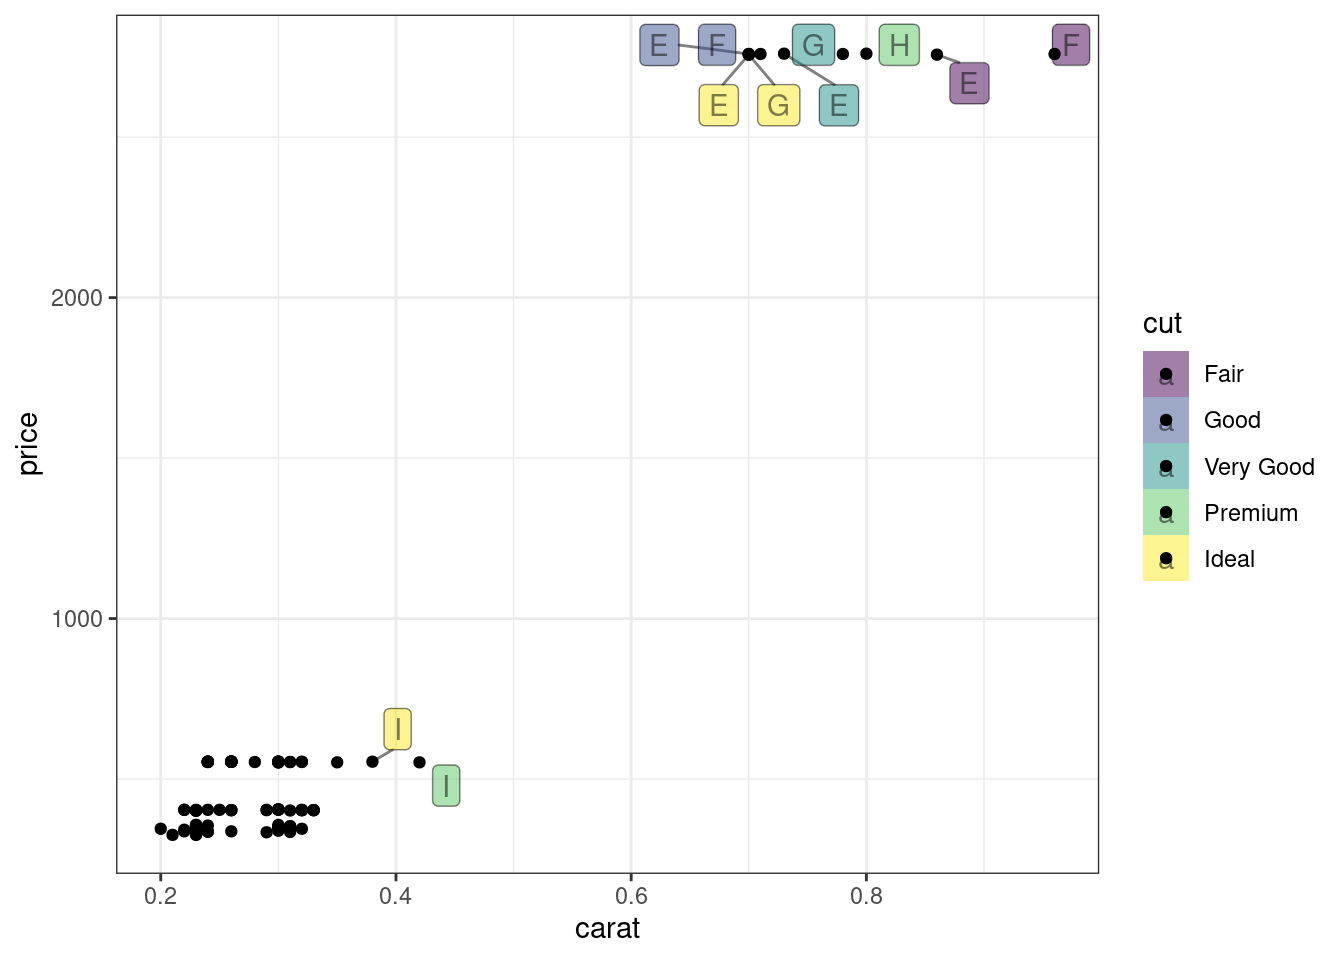 E F G H F
E
E G E
2000
1000
price
I
I
0.2 0.4 0.6 0.8
carat
cut
a Fair
a Good
a Very Good
a Premium
a Ideal